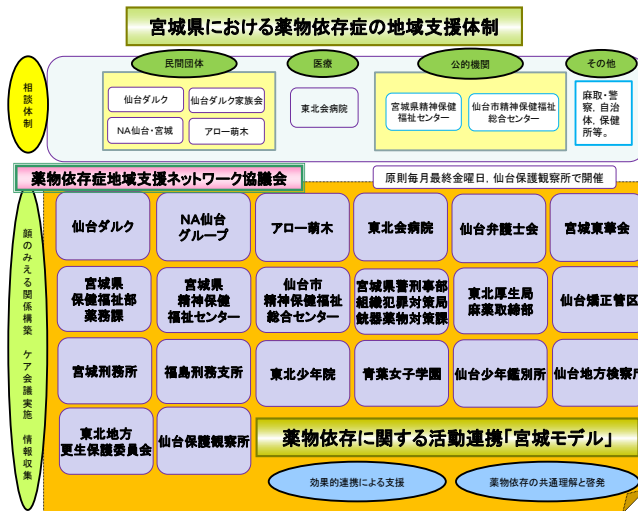 宮城県における薬物依存症の地域支援体制
民間団体
医療
公的機関
その他
相談体制
仙台ダルク
仙台ダルク家族会
NA仙台・宮城
アロー萌木
東北会病院
宮城県精神保健
福祉センター
仙台市精神保健福祉
総合センター
麻取・警
察，自治
体，保健
所等。
薬物依存症地域支援ネットワーク協議会
原則毎月最終金曜日，仙台保護観察所で開催
顔のみえる関係構築　ケア会議実施　情報収集
仙台ダルク
NA仙台
グループ
アロー萌木
東北会病院
仙台弁護士会
宮城東華会
宮城県
保健福祉部
薬務課
宮城県
精神保健
福祉センター
仙台市
精神保健福祉
総合センター
宮城県警刑事部
組織犯罪対策局
銃器薬物対策課
東北厚生局
麻薬取締部
仙台矯正管区
宮城刑務所
福島刑務支所
東北少年院
青葉女子学園
仙台少年鑑別所
仙台地方検察庁
東北地方
更生保護委員会
仙台保護観察所
薬物依存に関する活動連携「宮城モデル」
効果的連携による支援
薬物依存の共通理解と啓発